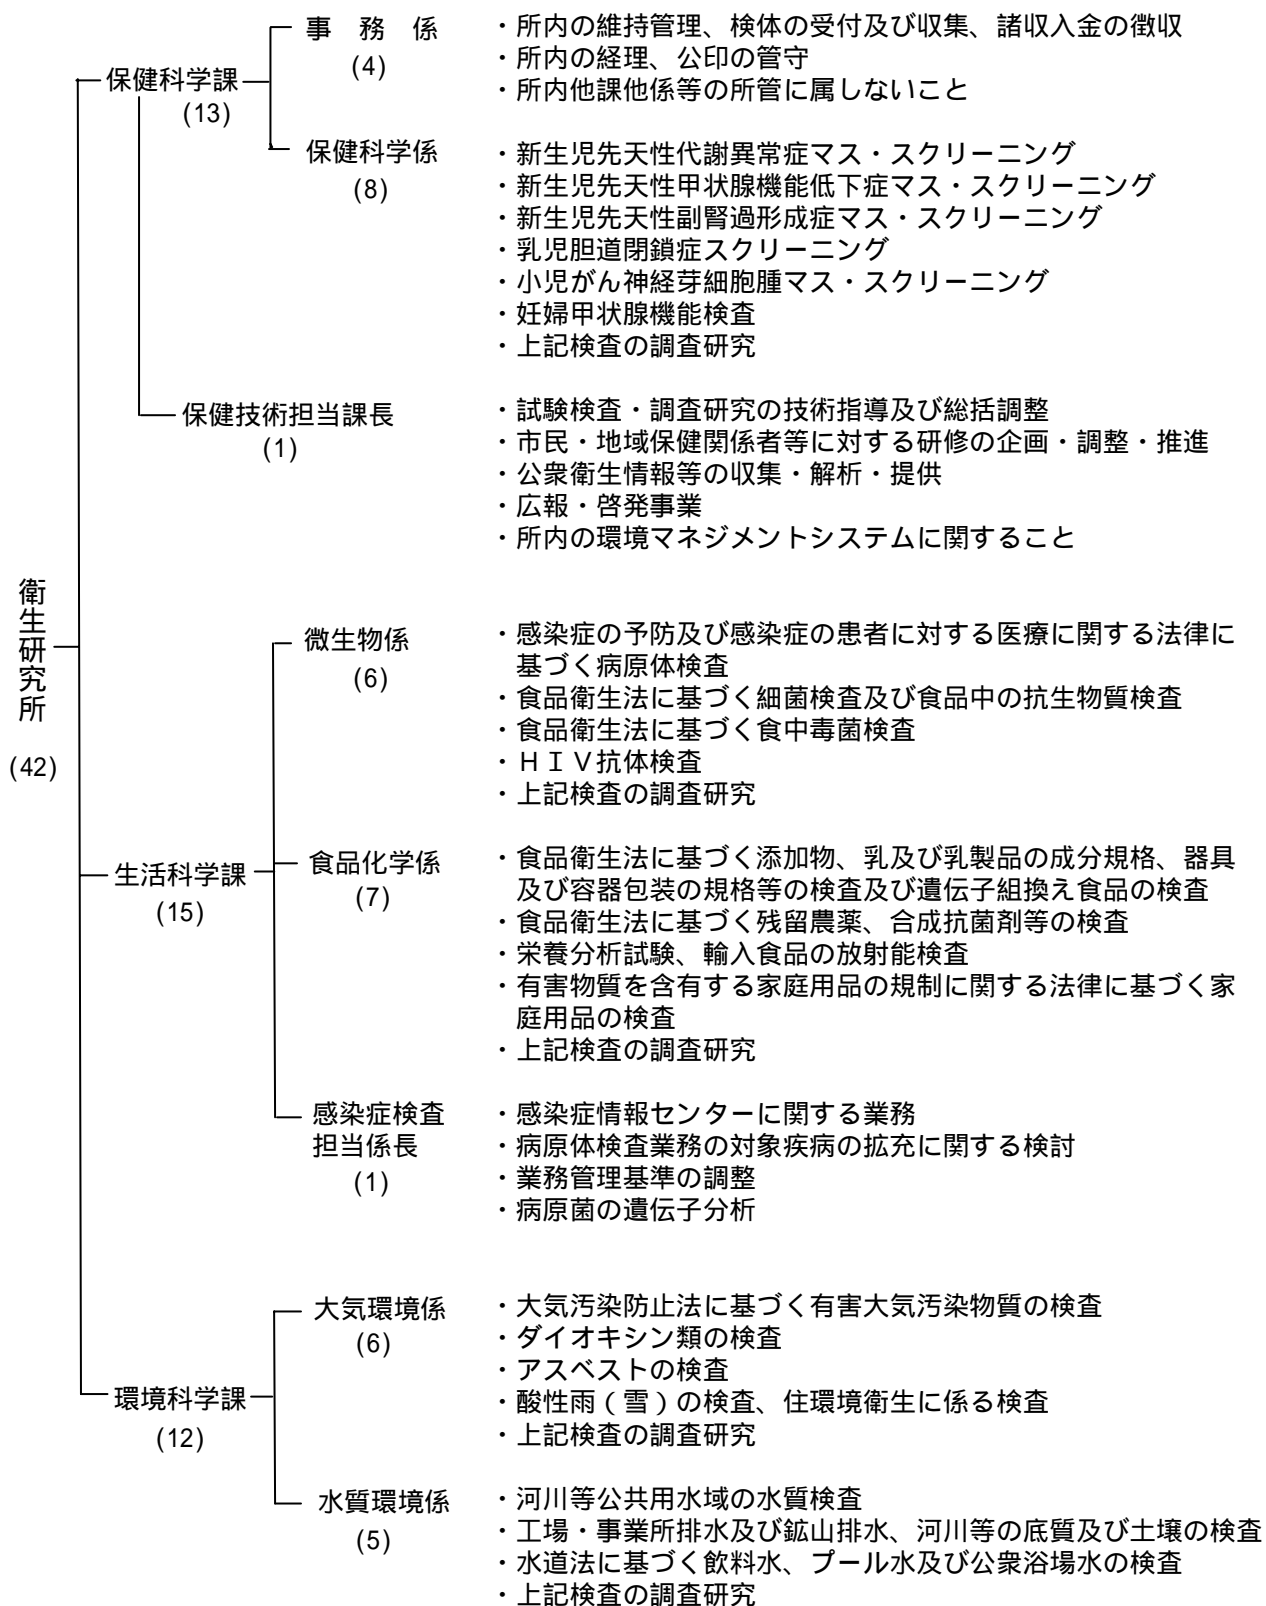 衛生研究所
(42)
保健科学課
(13)
事務係
(4)
・所内の維持管理、検体の受付及び収集、諸収入金の徴収
・所内の経理、公印の管守
・所内他課他係等の所管に属しないこと
保健科学係
(8)
・新生児先天性代謝異常症マス・スクリーニング
・新生児先天性甲状腺機能低下症マス・スクリーニング
・新生児先天性副腎過形成症マス・スクリーニング
・乳児胆道閉鎖症スクリーニング
・小児がん神経芽細胞腫マス・スクリーニング
・妊婦甲状腺機能検査
・上記検査の調査研究
保健技術担当課長
(1)
・試験検査・調査研究の技術指導及び総括調整
・市民・地域保健関係者等に対する研修の企画・調整・推進
・公衆衛生情報等の収集・解析・提供
・広報・啓発事業
・所内の環境マネジメントシステムに関すること
生活科学課
(15)
微生物係
(6)
・感染症の予防及び感染症の患者に対する医療に関する法律に
基づく病原体検査
・食品衛生法に基づく細菌検査及び食品中の抗生物質検査
・食品衛生法に基づく食中毒菌検査
・ＨＩＶ抗体検査
・上記検査の調査研究
食品化学係
(7)
・食品衛生法に基づく添加物、乳及び乳製品の成分規格、器具
及び容器包装の規格等の検査及び遺伝子組換え食品の検査
・食品衛生法に基づく残留農薬、合成抗菌剤等の検査
・栄養分析試験、輸入食品の放射能検査
・有害物質を含有する家庭用品の規制に関する法律に基づく家
庭用品の検査
・上記検査の調査研究
感染症検査
担当係長
(1)
・感染症情報センターに関する業務
・病原体検査業務の対象疾病の拡充に関する検討
・業務管理基準の調整
・病原菌の遺伝子分析
環境科学課
(12)
大気環境係
(6)
・大気汚染防止法に基づく有害大気汚染物質の検査
・ダイオキシン類の検査
・アスベストの検査
・酸性雨（雪）の検査、住環境衛生に係る検査
・上記検査の調査研究
水質環境係
(5)
・河川等公共用水域の水質検査
・工場・事業所排水及び鉱山排水、河川等の底質及び土壌の検査
・水道法に基づく飲料水、プール水及び公衆浴場水の検査
・上記検査の調査研究